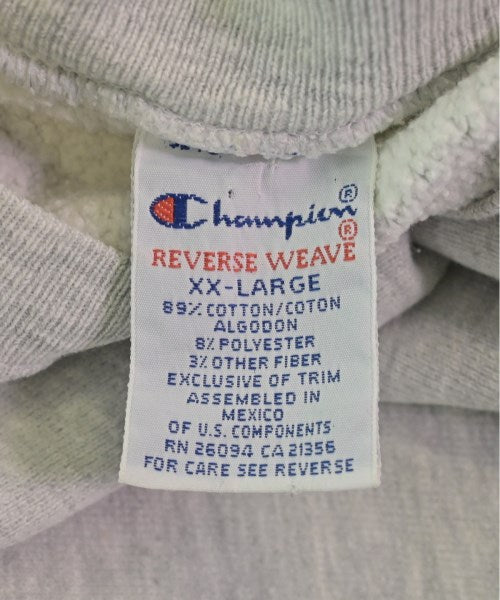 Champion®
REVERSE WEAVE®
XX-LARGE
89% COTTON/COTON
ALGODON
8% POLYESTER
3% OTHER FIBER
EXCLUSIVE OF TRIM
ASSEMBLED IN
MEXICO
OF U.S. COMPONENTS
RN 26094 CA 21356
FOR CARE SEE REVERSE